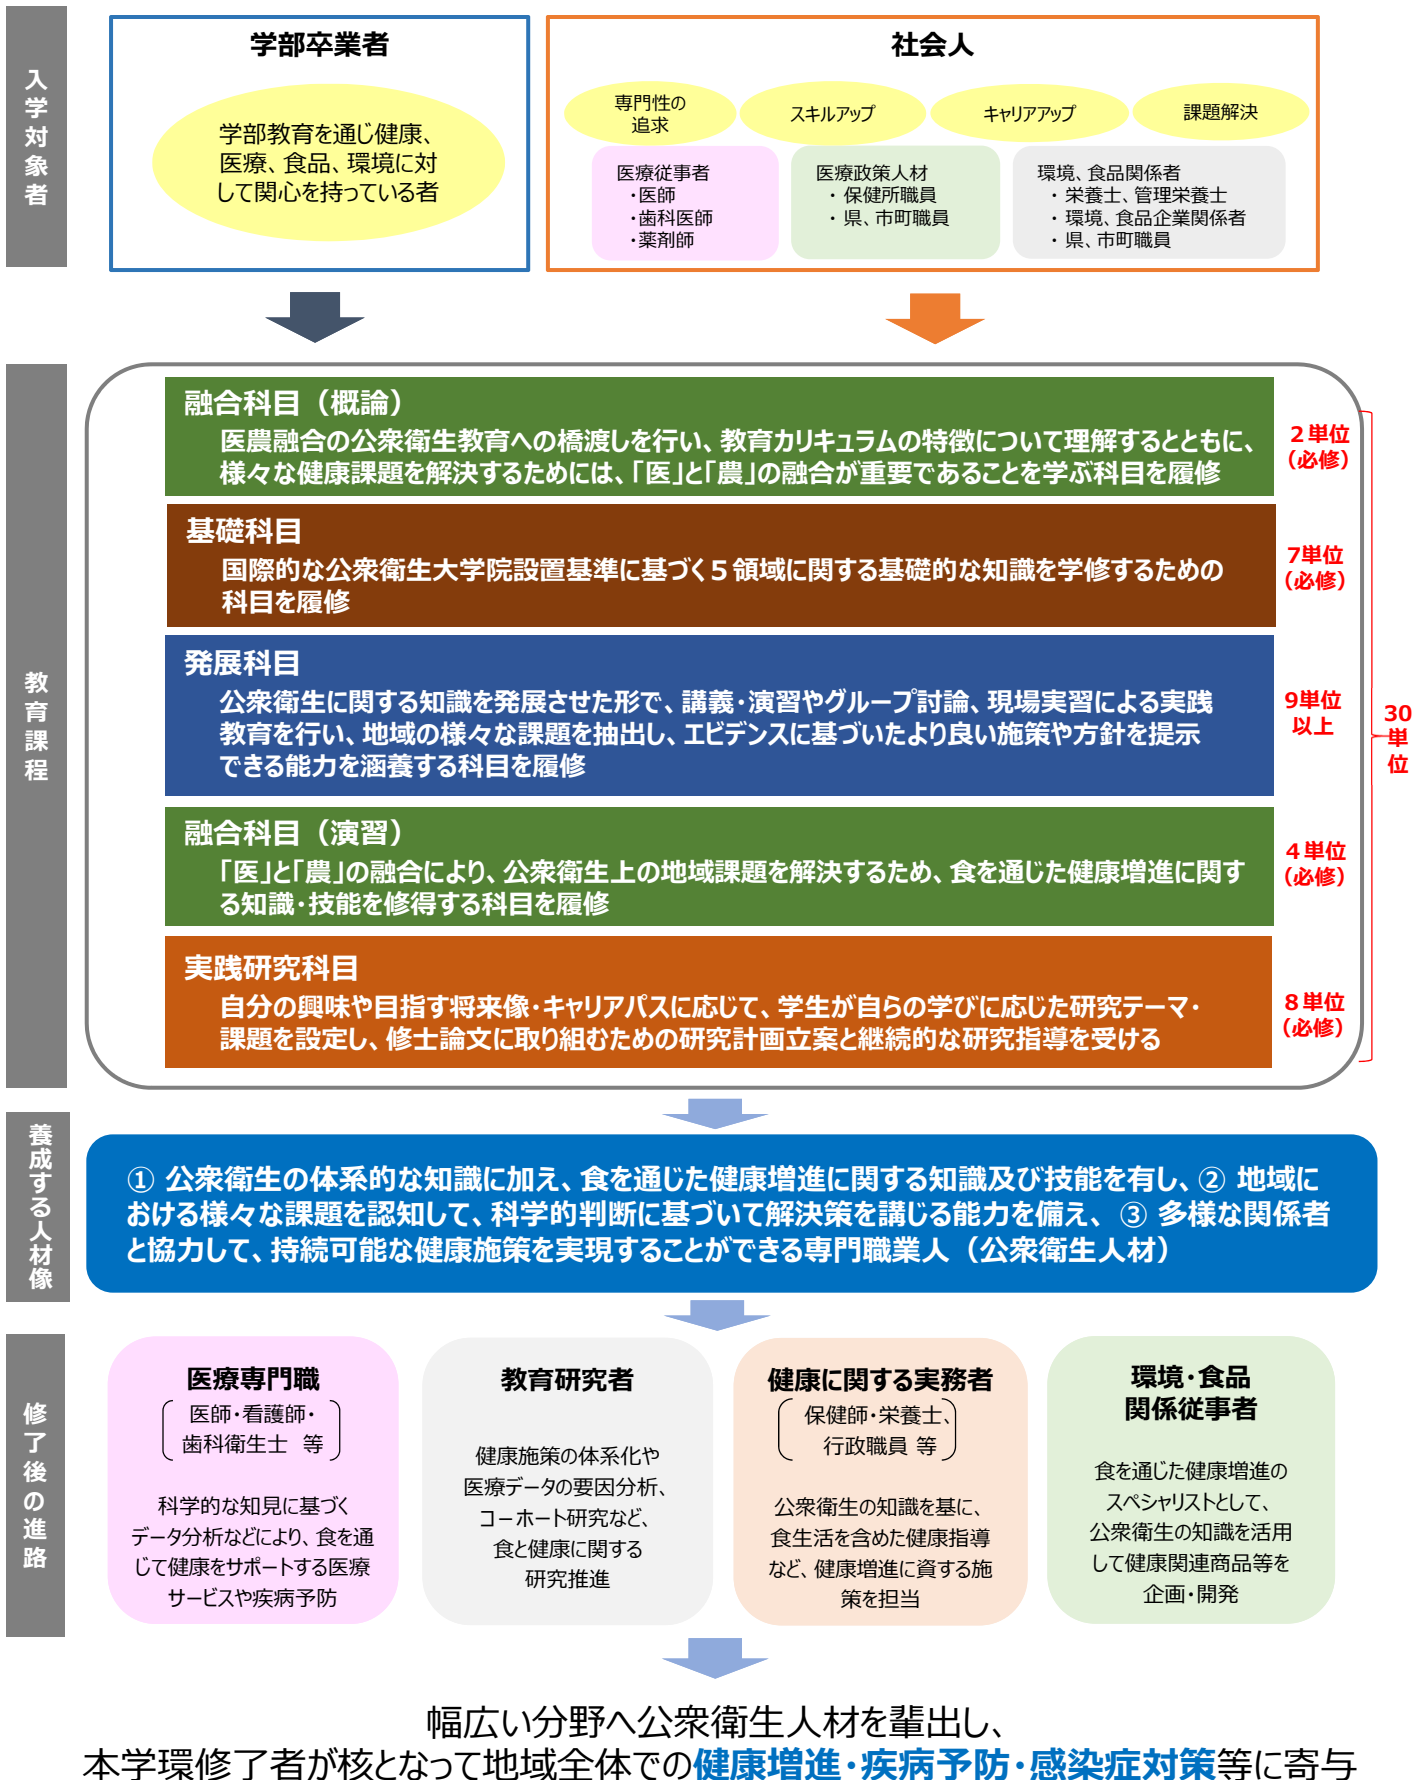 入学対象者
学部卒業者
学部教育を通じ健康、
医療、食品、環境に対
して関心を持っている者
社会人
専門性の
追求
スキルアップ
キャリアアップ
課題解決
医療従事者
・医師
・歯科医師
・薬剤師
医療政策人材
・ 保健所職員
・ 県、市町職員
環境、食品関係者
・ 栄養士、管理栄養士
・ 環境、食品企業関係者
・ 県、市町職員
教育課程
融合科目（概論）
医農融合の公衆衛生教育への橋渡しを行い、教育カリキュラムの特徴について理解するとともに、
様々な健康課題を解決するためには、「医」と「農」の融合が重要であることを学ぶ科目を履修
２単位
（必修）
基礎科目
国際的な公衆衛生大学院設置基準に基づく５領域に関する基礎的な知識を学修するための
科目を履修
7単位
（必修）
発展科目
公衆衛生に関する知識を発展させた形で、講義・演習やグループ討論、現場実習による実践
教育を行い、地域の様々な課題を抽出し、エビデンスに基づいたより良い施策や方針を提示
できる能力を涵養する科目を履修
9単位
以上
融合科目（演習）
「医」と「農」の融合により、公衆衛生上の地域課題を解決するため、食を通じた健康増進に関す
る知識・技能を修得する科目を履修
４単位
（必修）
実践研究科目
自分の興味や目指す将来像・キャリアパスに応じて、学生が自らの学びに応じた研究テーマ・
課題を設定し、修士論文に取り組むための研究計画立案と継続的な研究指導を受ける
８単位
（必修）
30
単
位
養成する人材像
① 公衆衛生の体系的な知識に加え、食を通じた健康増進に関する知識及び技能を有し、② 地域に
おける様々な課題を認知して、科学的判断に基づいて解決策を講じる能力を備え、 ③ 多様な関係者
と協力して、持続可能な健康施策を実現することができる専門職業人（公衆衛生人材）
修了後の進路
医療専門職
医師・看護師・
歯科衛生士 等
科学的な知見に基づく
データ分析などにより、食を通
じて健康をサポートする医療
サービスや疾病予防
教育研究者
健康施策の体系化や
医療データの要因分析、
コーホート研究など、
食と健康に関する
研究推進
健康に関する実務者
保健師・栄養士、
行政職員 等
公衆衛生の知識を基に、
食生活を含めた健康指導
など、健康増進に資する施
策を担当
環境・食品
関係従事者
食を通じた健康増進の
スペシャリストとして、
公衆衛生の知識を活用
して健康関連商品等を
企画・開発
幅広い分野へ公衆衛生人材を輩出し、
本学環修了者が核となって地域全体での健康増進・疾病予防・感染症対策等に寄与